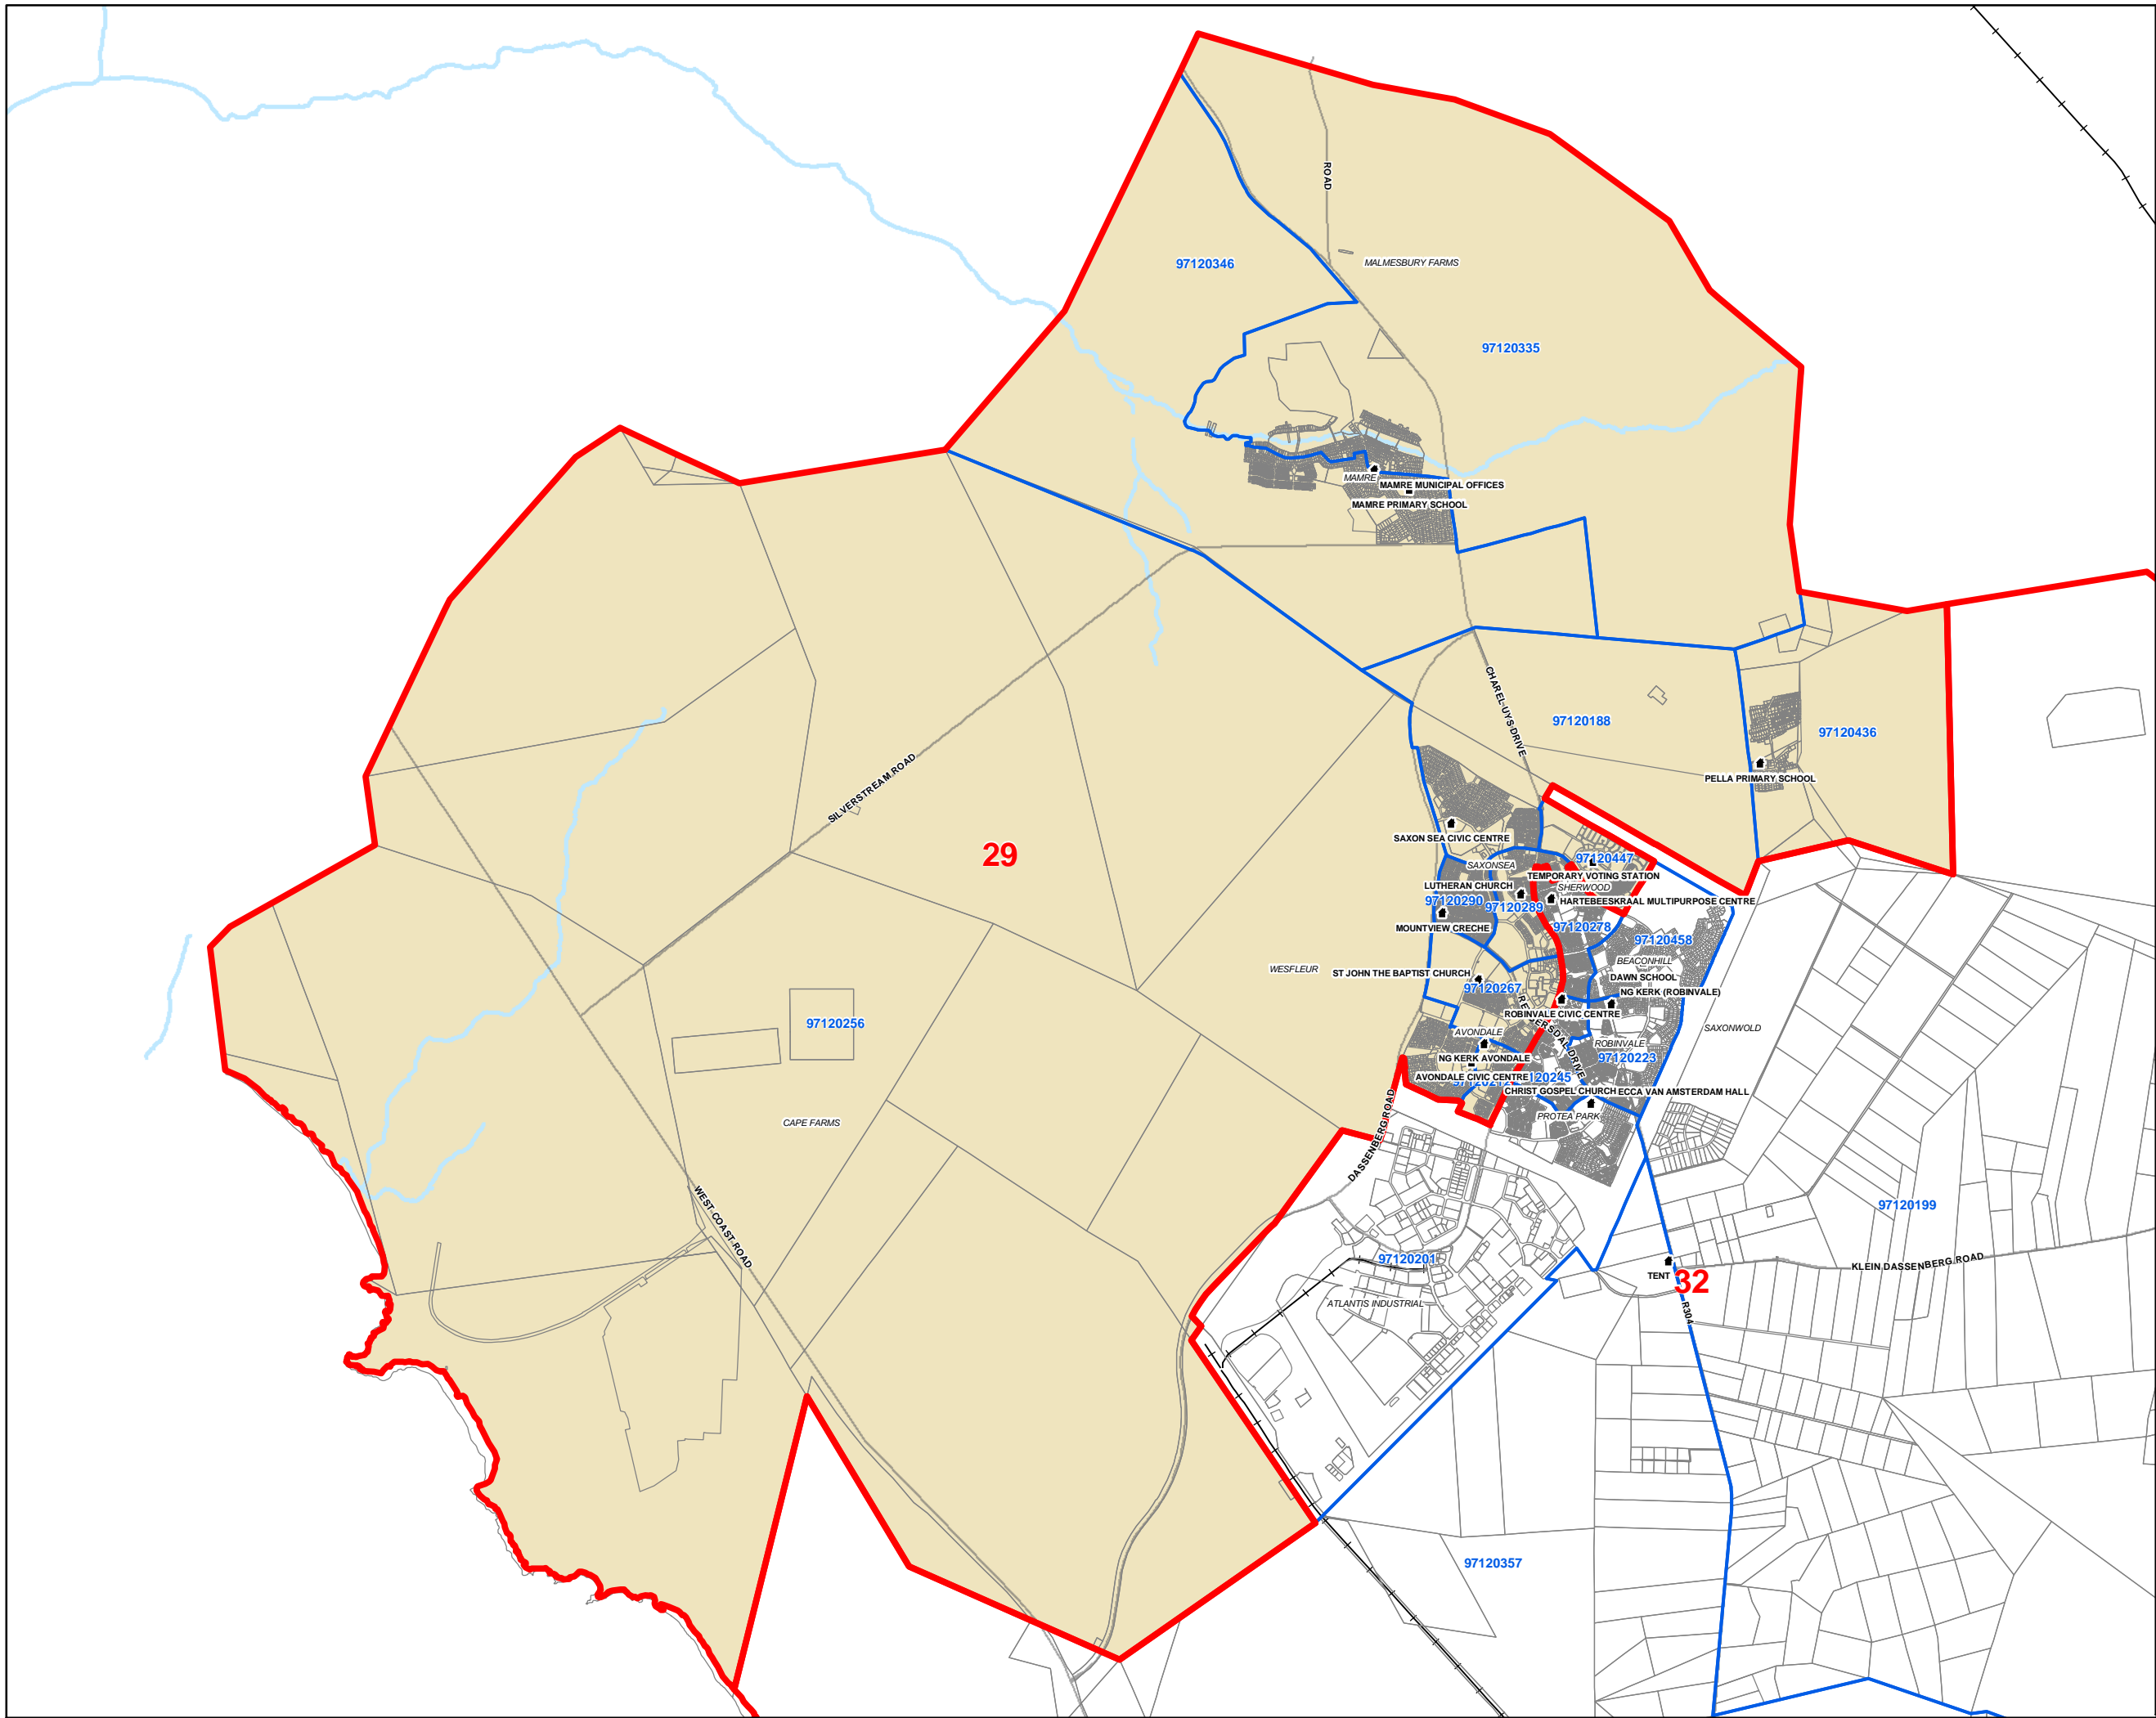 ROAD
97120346
MALMESBURY FARMS
97120335
MAMRE
MAMRE MUNICIPAL OFFICES
MAMRE PRIMARY SCHOOL
CHAREL UYS DRIVE
97120188
97120436
PELLA PRIMARY SCHOOL
SILVERSTREAM ROAD
29
SAXON SEA CIVIC CENTRE
97120447
SAXONSEA
TEMPORARY VOTING STATION
LUTHERAN CHURCH
SHERWOOD
97120290
97120289
HARTEBEESKRAAL MULTIPURPOSE CENTRE
MOUNTVIEW CRECHE
97120278
97120458
BEACONHILL
WESFLEUR
ST JOHN THE BAPTIST CHURCH
DAWN SCHOOL
97120267
NG KERK (ROBINVALE)
ROBINVALE CIVIC CENTRE
97120256
AVONDALE
SAXONWOLD
ROBINVALE
NG KERK AVONDALE
97120223
AVONDALE CIVIC CENTRE
120245
CHRIST GOSPEL CHURCH
ECCA VAN AMSTERDAM HALL
CAPE FARMS
PROTEA PARK
DASSENBERG ROAD
WEST COAST ROAD
97120199
97120201
KLEIN DASSENBERG ROAD
TENT
32
ATLANTIS INDUSTRIAL
R304
97120357